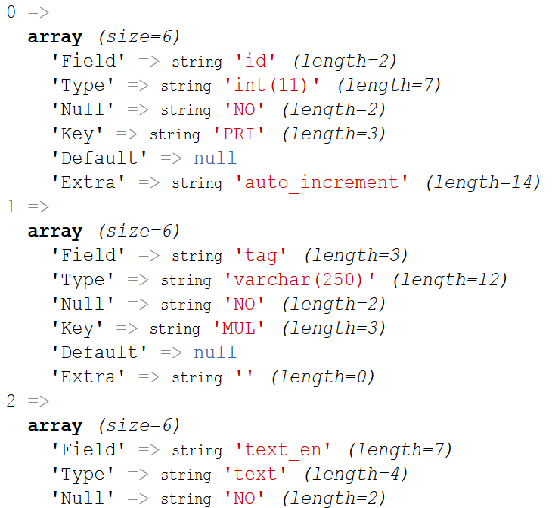 0 =>
array (size=6)
'Field' => string 'id' (length=2)
'Type' => string 'int(11)' (length=7)
'Null' => string 'NO' (length=2)
'Key' => string 'PRI' (length=3)
'Default' => null
'Extra' => string 'auto_increment' (length=14)
1 =>
array (size=6)
'Field' => string 'tag' (length=3)
'Type' => string 'varchar(250)' (length=12)
'Null' => string 'NO' (length=2)
'Key' => string 'MUL' (length=3)
'Default' => null
'Extra' => string '' (length=0)
2 =>
array (size=6)
'Field' => string 'text_en' (length=7)
'Type' => string 'text' (length=4)
'Null' => string 'NO' (length=2)